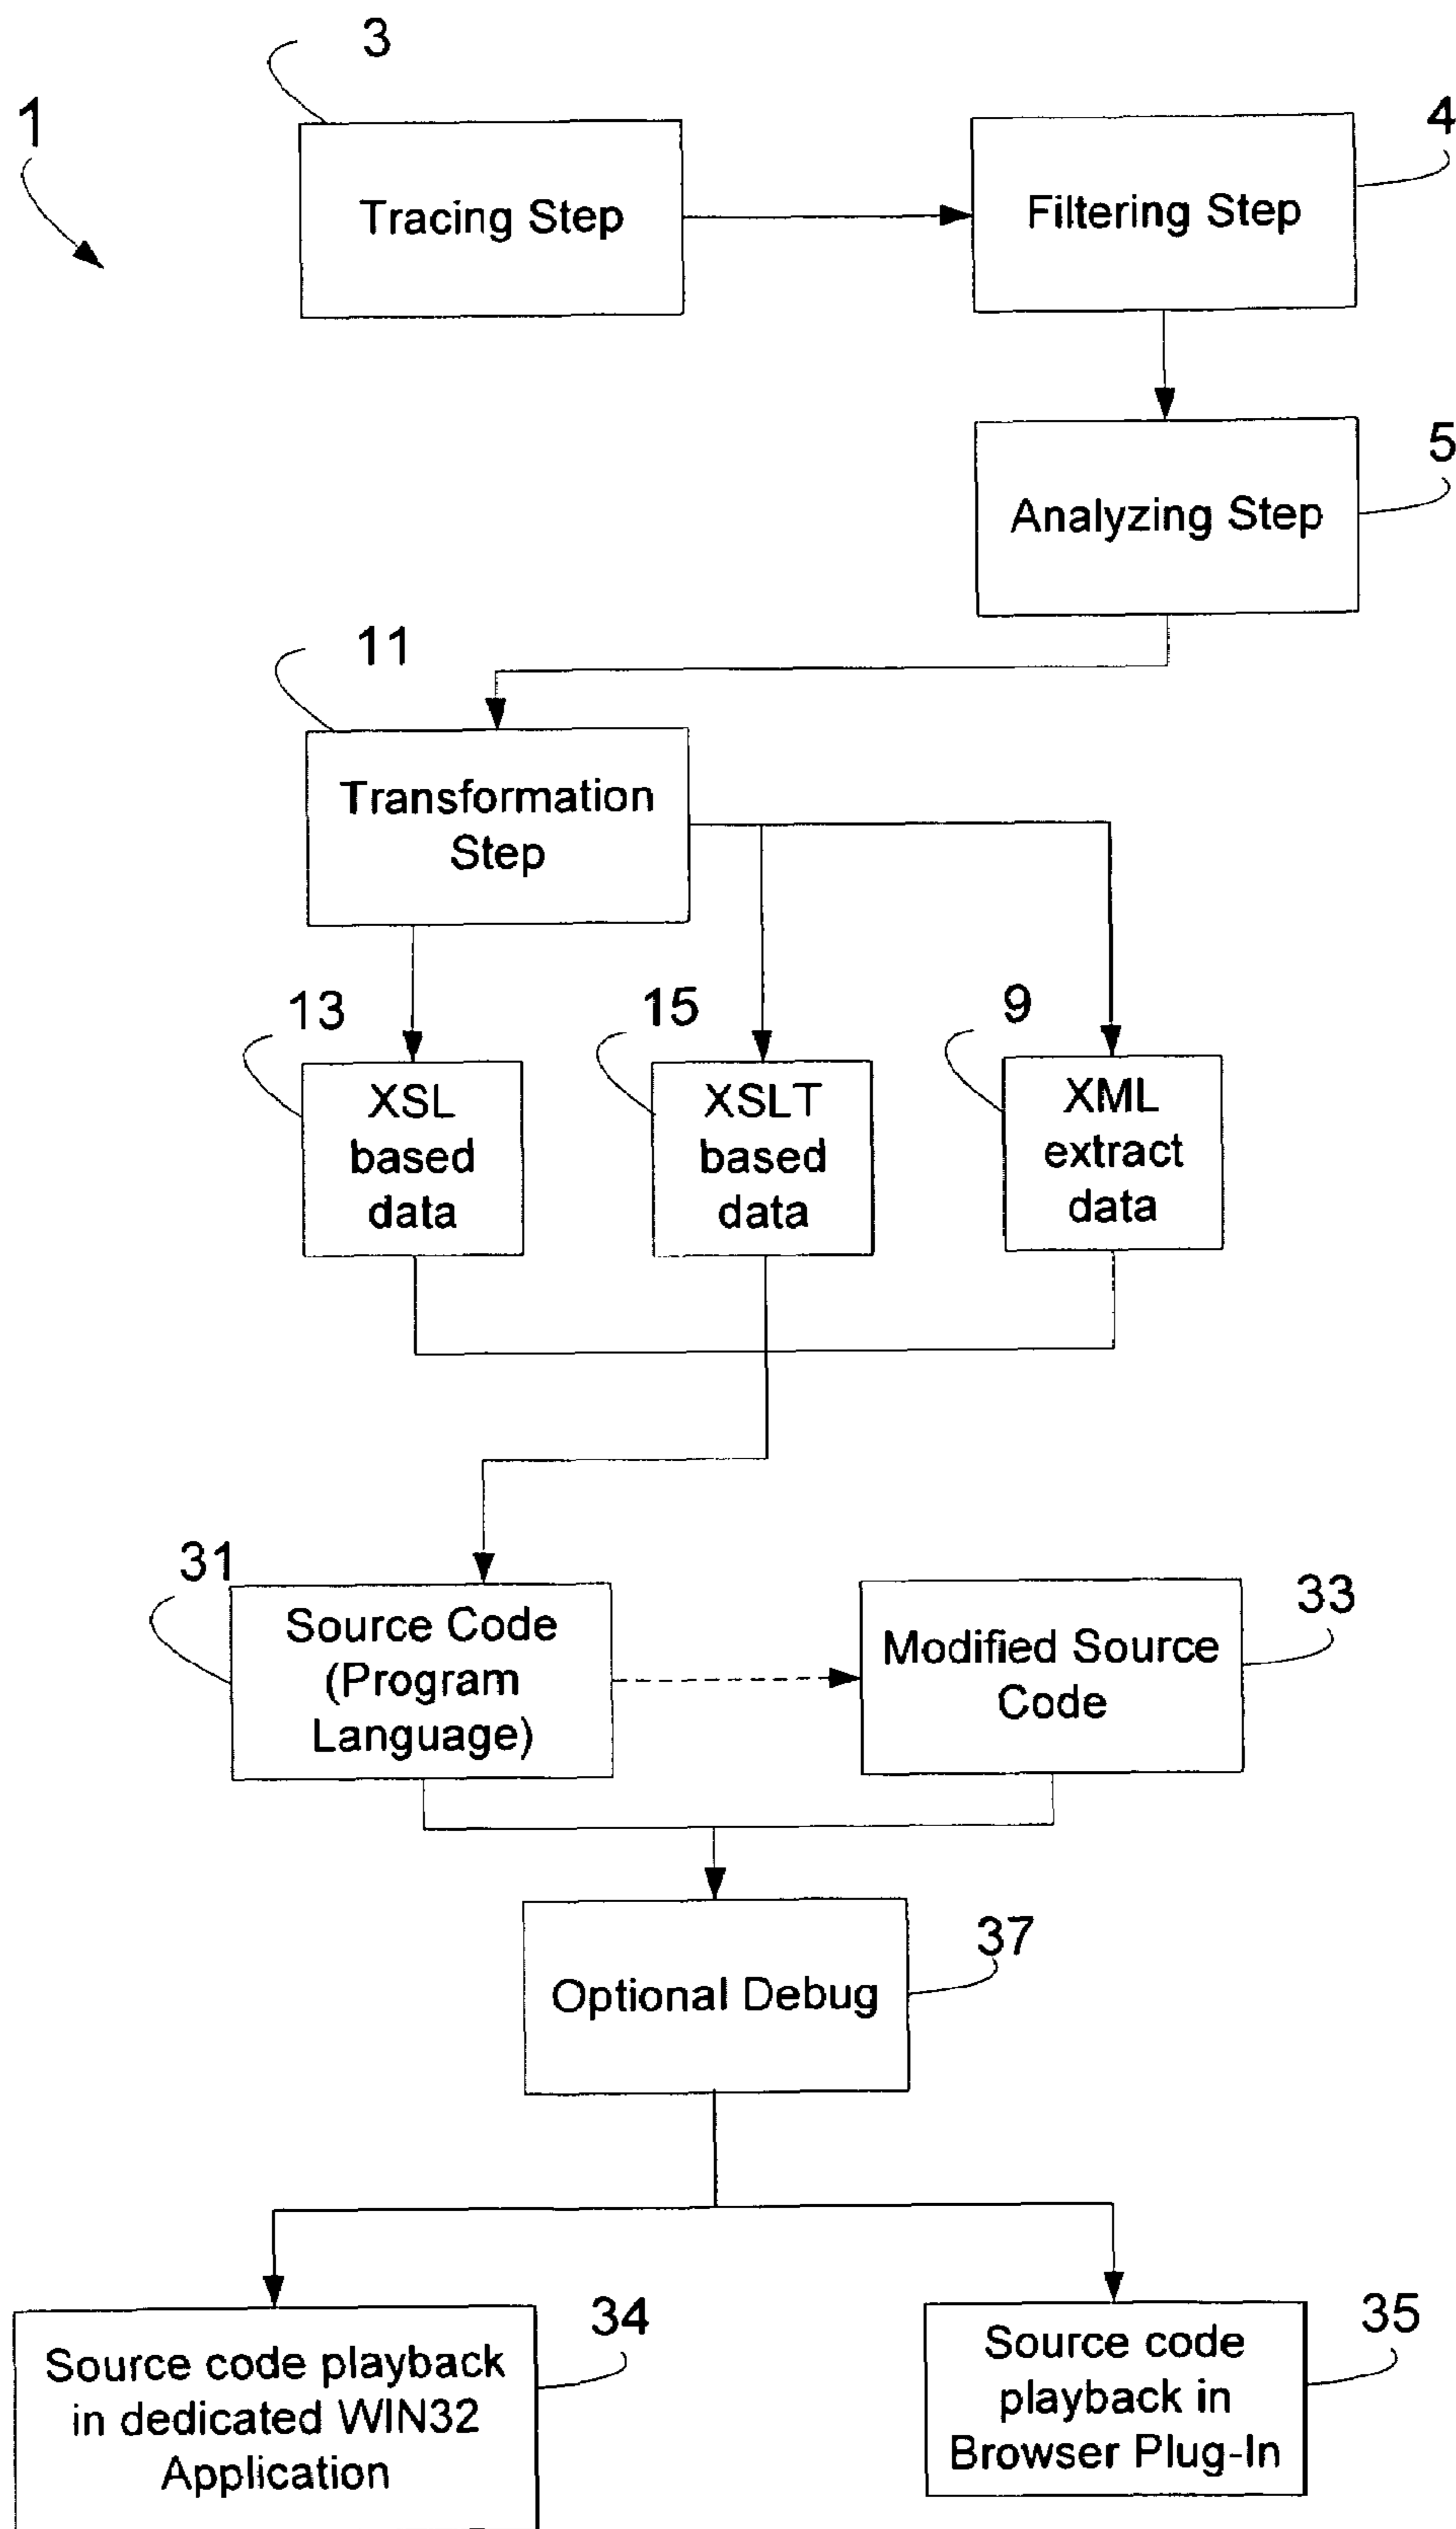 3
1
4
Tracing Step
Filtering Step
5
Analyzing Step
11
Transformation
Step
13
15
9
XSL
based
data
XSLT
based
data
XML
extract
data
31
Source Code
(Program
Language)
33
Modified Source
Code
37
Optional Debug
34
Source code playback
in dedicated WIN32
Application
35
Source code
playback in
Browser Plug-In